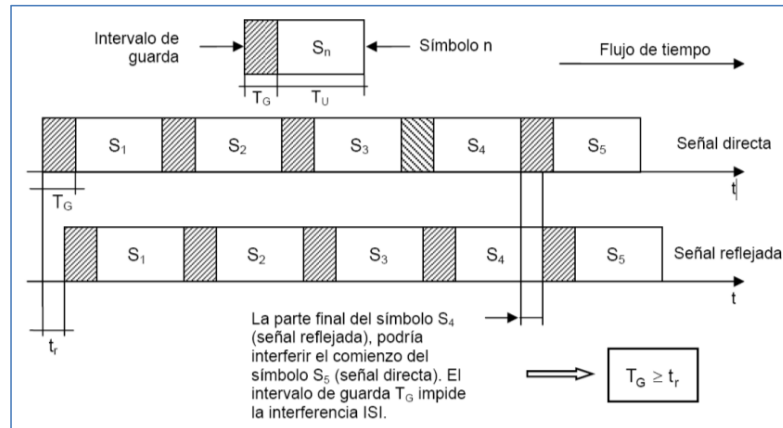 Intervalo de
guarda
Sn
Símbolo n
Flujo de tiempo
TG
TU
S1
S2
S3
S4
S5
Señal directa
t
TG
S1
S2
S3
S4
S5
Señal reflejada
t
tr
La parte final del símbolo S4
(señal reflejada), podría
interferir el comienzo del
símbolo S5 (señal directa). El
intervalo de guarda TG impide
la interferencia ISI.
TG ≥ tr